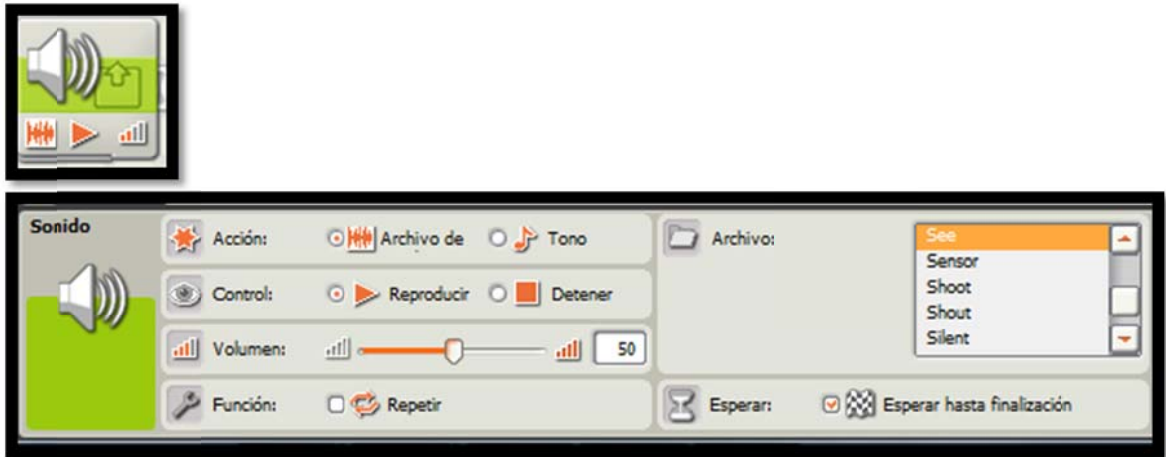 Sonido
Acción: Archivo de Tono
Control: Reproducir Detener
Volumen: 50
Función: Repetir
Archivo:
See
Sensor
Shoot
Shout
Silent
Esperar: Esperar hasta finalización